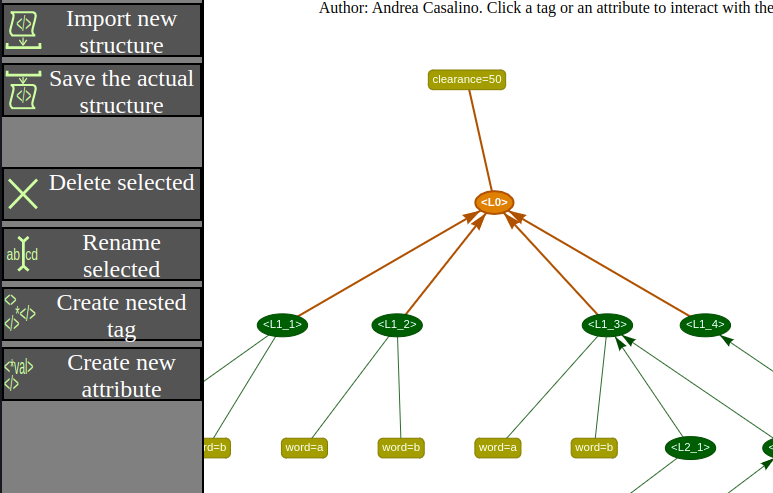 Author: Andrea Casalino. Click a tag or an attribute to interact with the
Import new
structure
Save the actual
structure
Delete selected
ab cd
Rename
selected
<>
*</>
</>
Create nested
tag
<*val>
</>
Create new
attribute
clearance=50
<L0>
<L1_1>
<L1_2>
<L1_3>
<L1_4>
rd=b
word=a
word=b
word=a
word=b
<L2_1>